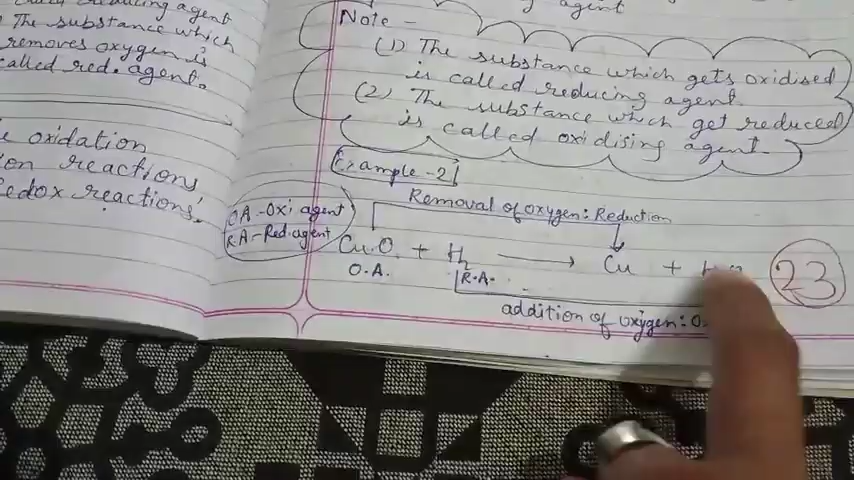 reducing agent
The substance which
removes oxygen is
called red. agent.
oxidation
reactions,
redox reactions.
agent
Note -
(1) The substance which gets oxidised
is called reducing agent.
(2) The substance which get reduced
is called oxidising agent.
Example-2
Removal of oxygen: Reduction
O.A - Oxi agent
R.A - Red. agent
CuO + H2 → Cu +
O.A. R.A.
addition of oxygen:
23